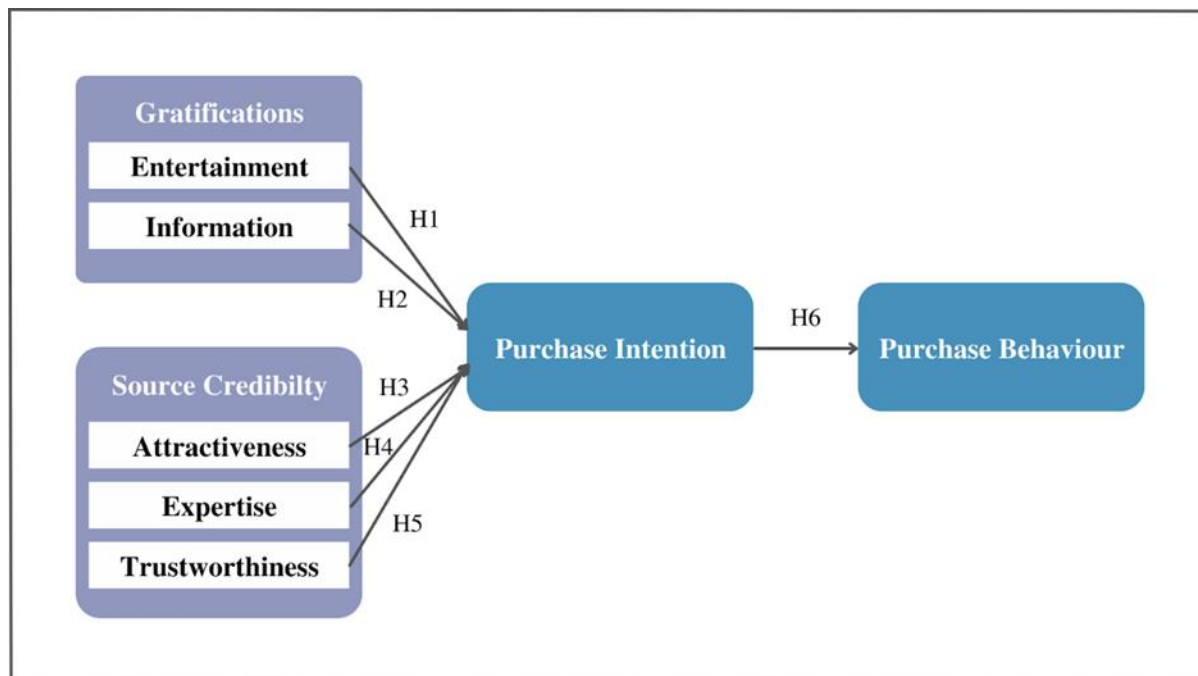 Gratifications
Entertainment
Information
H1
H2
Purchase Intention
H6
Purchase Behaviour
Source Credibilty
Attractiveness
Expertise
Trustworthiness
H3
H4
H5